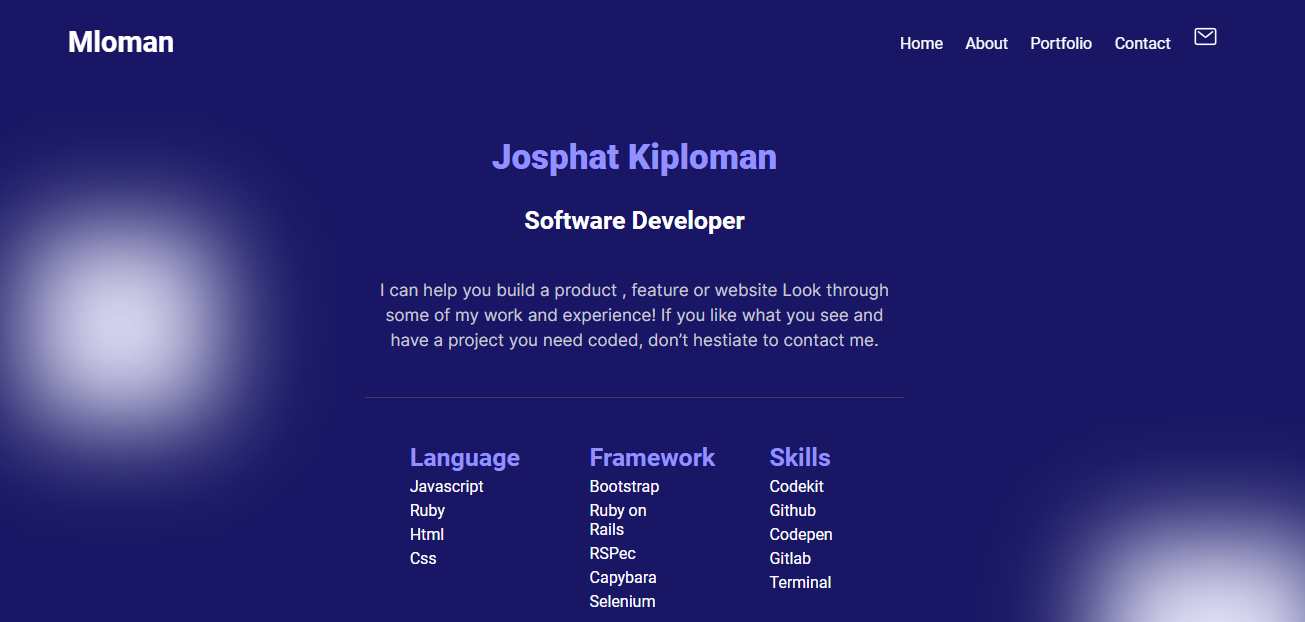 Mloman
Home About Portfolio Contact
Josphat Kiploman
Software Developer
I can help you build a product , feature or website Look through
some of my work and experience! If you like what you see and
have a project you need coded, don’t hestiate to contact me.
Language
Javascript
Ruby
Html
Css
Framework
Bootstrap
Ruby on
Rails
RSPec
Capybara
Selenium
Skills
Codekit
Github
Codepen
Gitlab
Terminal